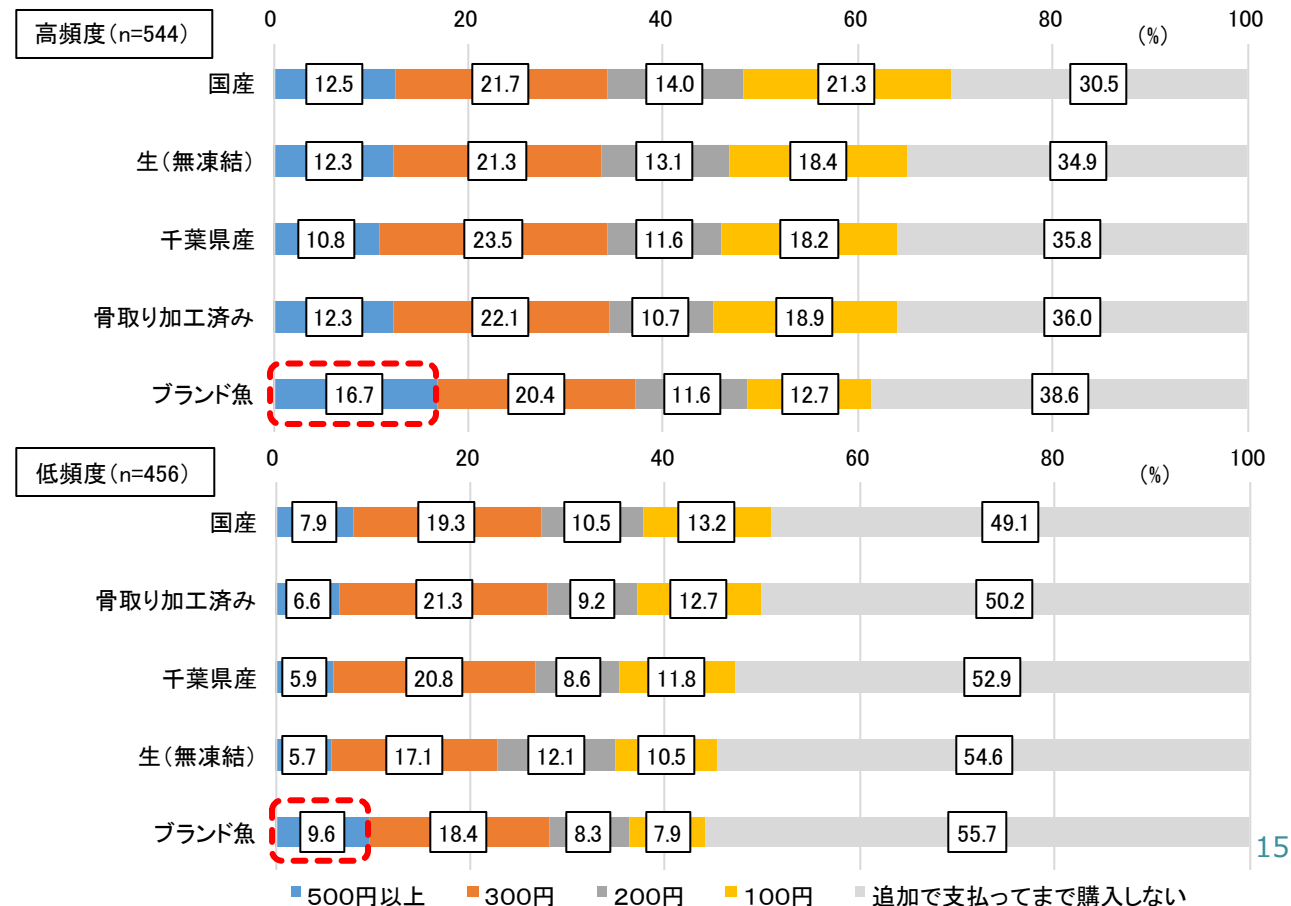 高頻度(n=544)
0 20 40 60 80 100
(%)
国産 12.5 21.7 14.0 21.3 30.5
生(無凍結) 12.3 21.3 13.1 18.4 34.9
千葉県産 10.8 23.5 11.6 18.2 35.8
骨取り加工済み 12.3 22.1 10.7 18.9 36.0
ブランド魚 16.7 20.4 11.6 12.7 38.6
低頻度(n=456)
0 20 40 60 80 100
(%)
国産 7.9 19.3 10.5 13.2 49.1
骨取り加工済み 6.6 21.3 9.2 12.7 50.2
千葉県産 5.9 20.8 8.6 11.8 52.9
生(無凍結) 5.7 17.1 12.1 10.5 54.6
ブランド魚 9.6 18.4 8.3 7.9 55.7
15
500円以上 300円 200円 100円 追加で支払ってまで購入しない